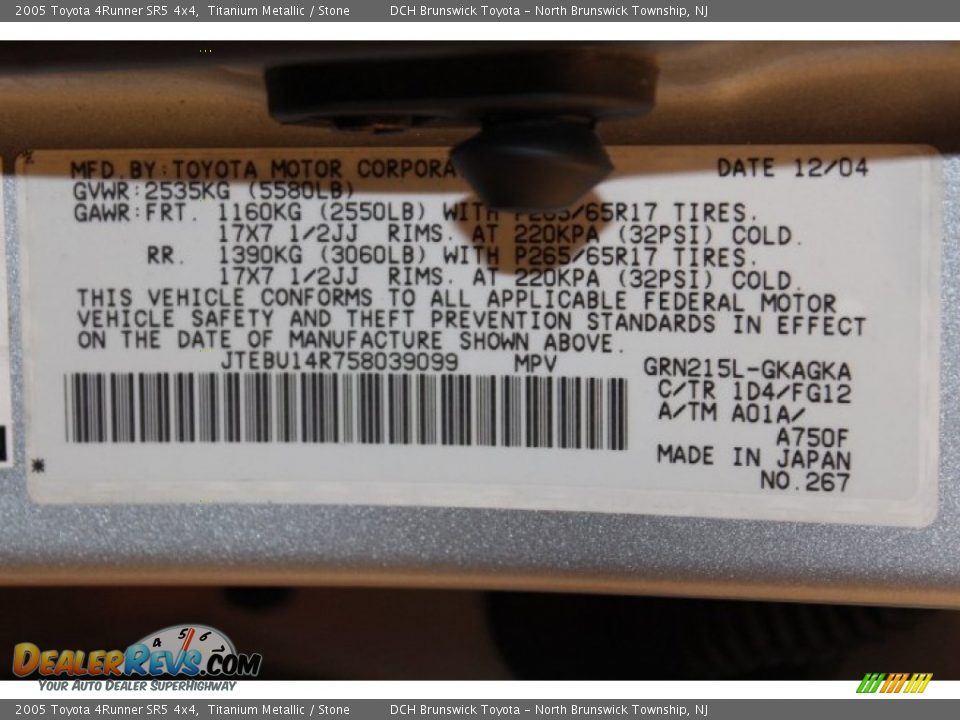 2005 Toyota 4Runner SR5 4x4, Titanium Metallic / Stone DCH Brunswick Toyota – North Brunswick Township, NJ
MFD.BY:TOYOTA MOTOR CORPORA DATE 12/04
GVWR:2535KG (5580LB)
GAWR:FRT. 1160KG (2550LB) WITH P265/65R17 TIRES.
17X7 1/2JJ RIMS. AT 220KPA (32PSI) COLD.
RR. 1390KG (3060LB) WITH P265/65R17 TIRES.
17X7 1/2JJ RIMS. AT 220KPA (32PSI) COLD.
THIS VEHICLE CONFORMS TO ALL APPLICABLE FEDERAL MOTOR
VEHICLE SAFETY AND THEFT PREVENTION STANDARDS IN EFFECT
ON THE DATE OF MANUFACTURE SHOWN ABOVE.
JTEBU14R758039099 MPV GRN215L-GKAGKA
C/TR 1D4/FG12
A/TM A01A/
A750F
MADE IN JAPAN
NO.267
4 5 6
DEALERREVS.COM
YOUR AUTO DEALER SUPERHIGHWAY
2005 Toyota 4Runner SR5 4x4, Titanium Metallic / Stone DCH Brunswick Toyota – North Brunswick Township, NJ